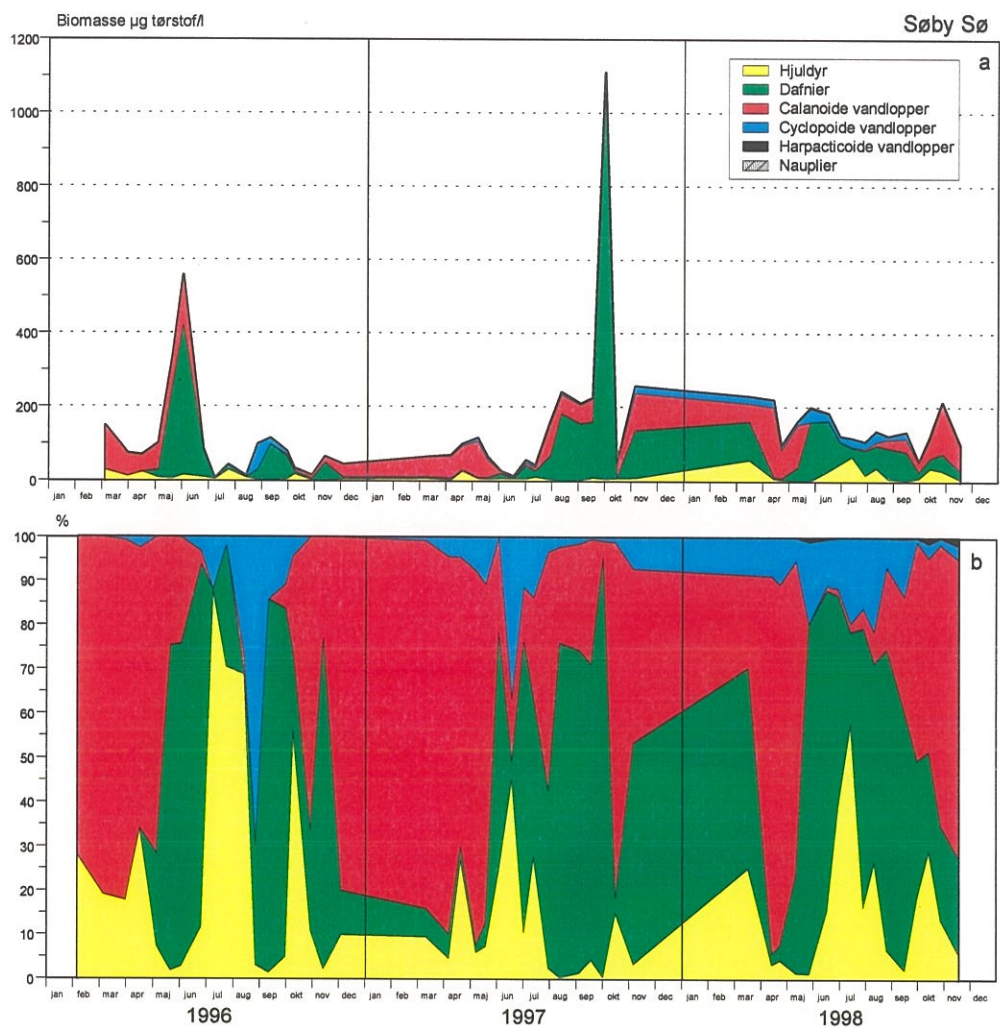 Biomasse µg tørstof/l
Søby Sø
a
1200
1000
800
600
400
200
0
Hjuldyr
Dafnier
Calanoide vandlopper
Cyclopoide vandlopper
Harpacticoide vandlopper
Nauplier
jan feb mar apr maj jun jul aug sep okt nov dec jan feb mar apr maj jun jul aug sep okt nov dec jan feb mar apr maj jun jul aug sep okt nov dec
%
b
100
90
80
70
60
50
40
30
20
10
0
jan feb mar apr maj jun jul aug sep okt nov dec jan feb mar apr maj jun jul aug sep okt nov dec jan feb mar apr maj jun jul aug sep okt nov dec
1996 1997 1998